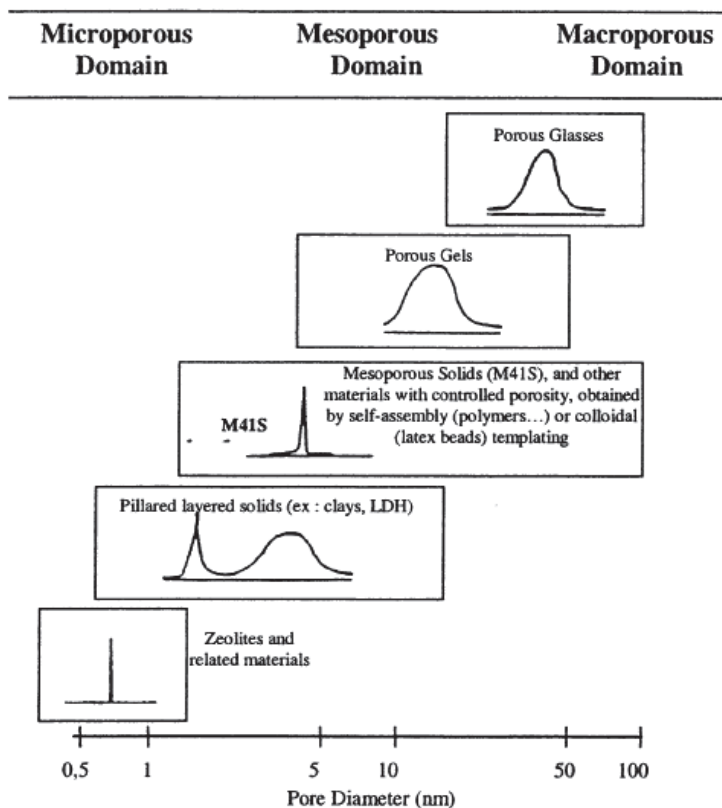 Microporous Domain
Mesoporous Domain
Macroporous Domain
Porous Glasses
Porous Gels
Mesoporous Solids (M41S), and other
materials with controlled porosity, obtained
by self-assembly (polymers…) or colloidal
(latex beads) templating
M41S
Pillared layered solids (ex : clays, LDH)
Zeolites and
related materials
0,5 1 5 10 50 100
Pore Diameter (nm)